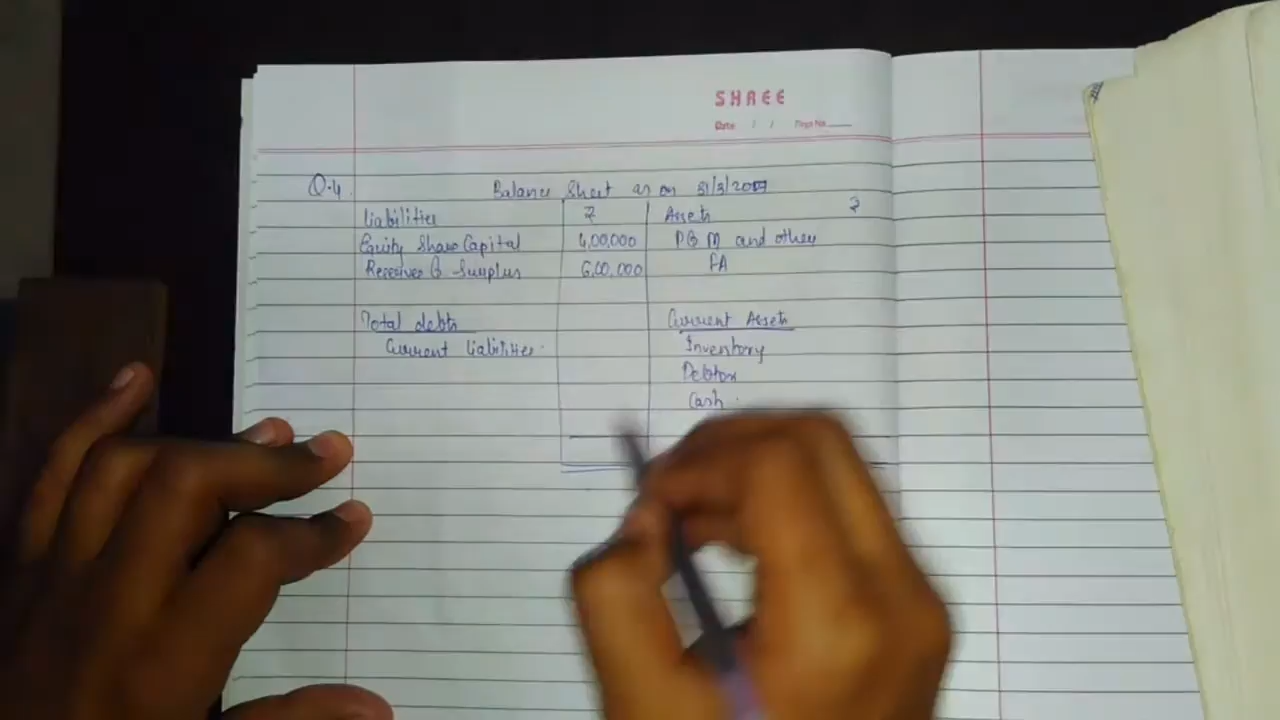 SHREE
Date / / Page No.
Q.4. Balance Sheet as on 31/3/20
Liabilities ₹ Assets ₹
Equity Share Capital 4,00,000 P&M and other
Reserves & Surplus 6,00,000 FA
Total debts Current Assets
Current liabilities Inventory
Debtors
Cash